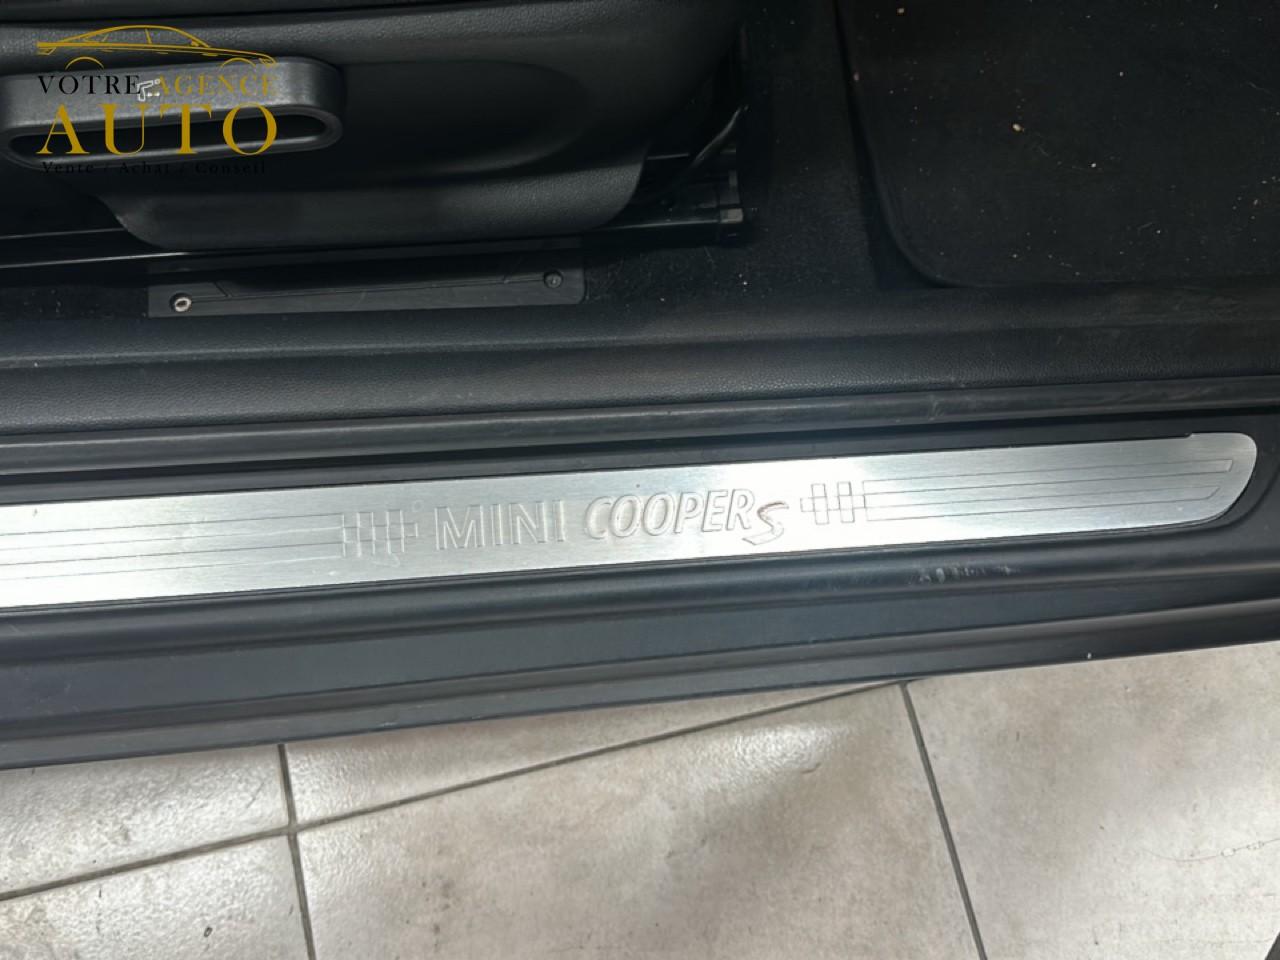 VOTRE AGENCE
AUTO
Vente / Achat / Conseil
MINI COOPER S